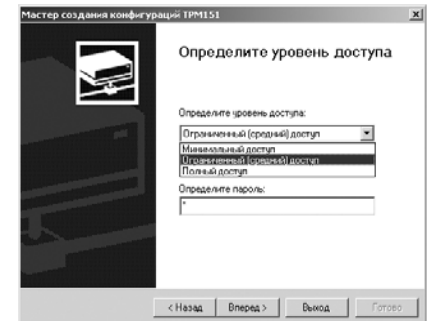 Мастер создания конфигураций ТРМ151
Определите уровень доступа
Определите уровень доступа:
Ограниченный (средний) доступ
Минимальный доступ
Ограниченный (средний) доступ
Полный доступ
Определите пароль:
*
< Назад Вперед > Выход Готово